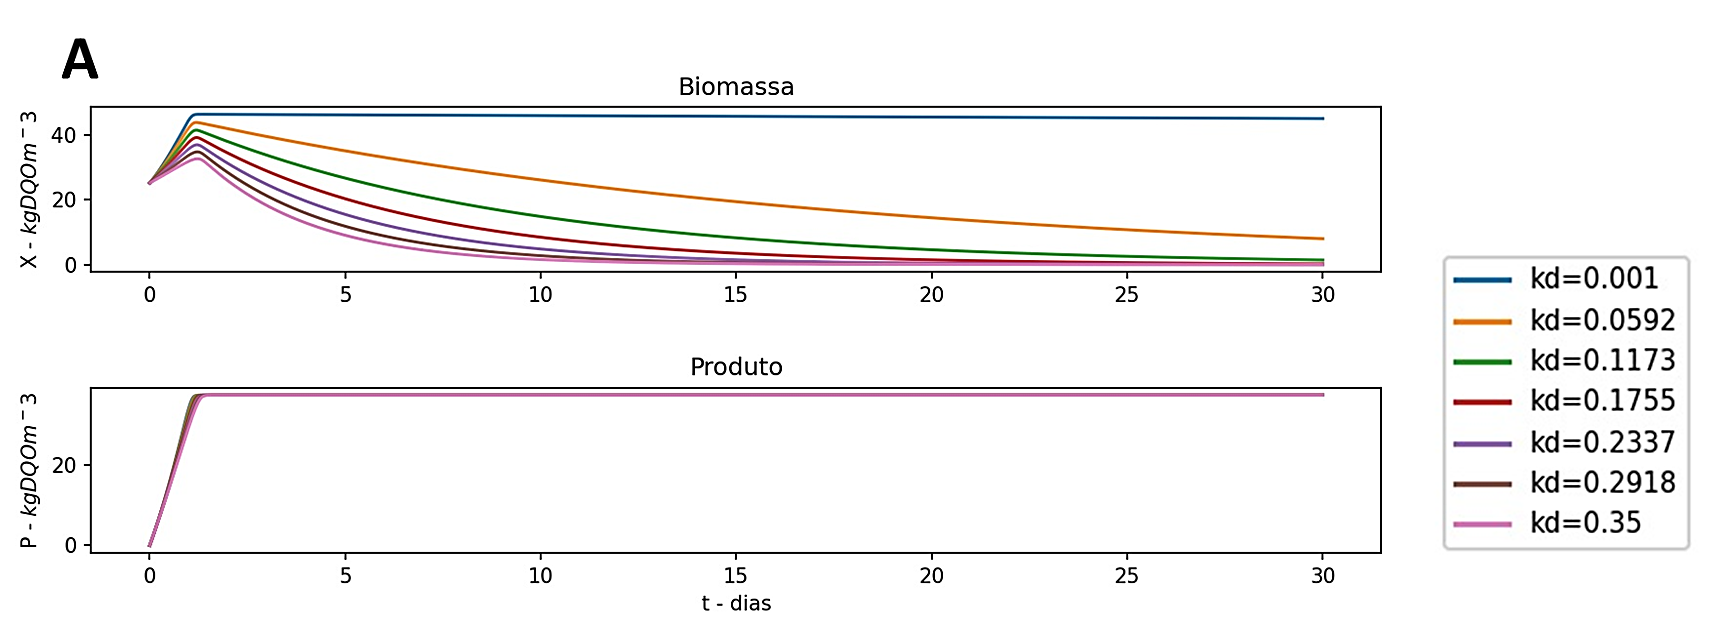 A
Biomassa
X - kgDQOm⁻3
40
20
0
0 5 10 15 20 25 30
Produto
P - kgDQOm⁻3
20
0
0 5 10 15 20 25 30
t - dias
kd=0.001
kd=0.0592
kd=0.1173
kd=0.1755
kd=0.2337
kd=0.2918
kd=0.35